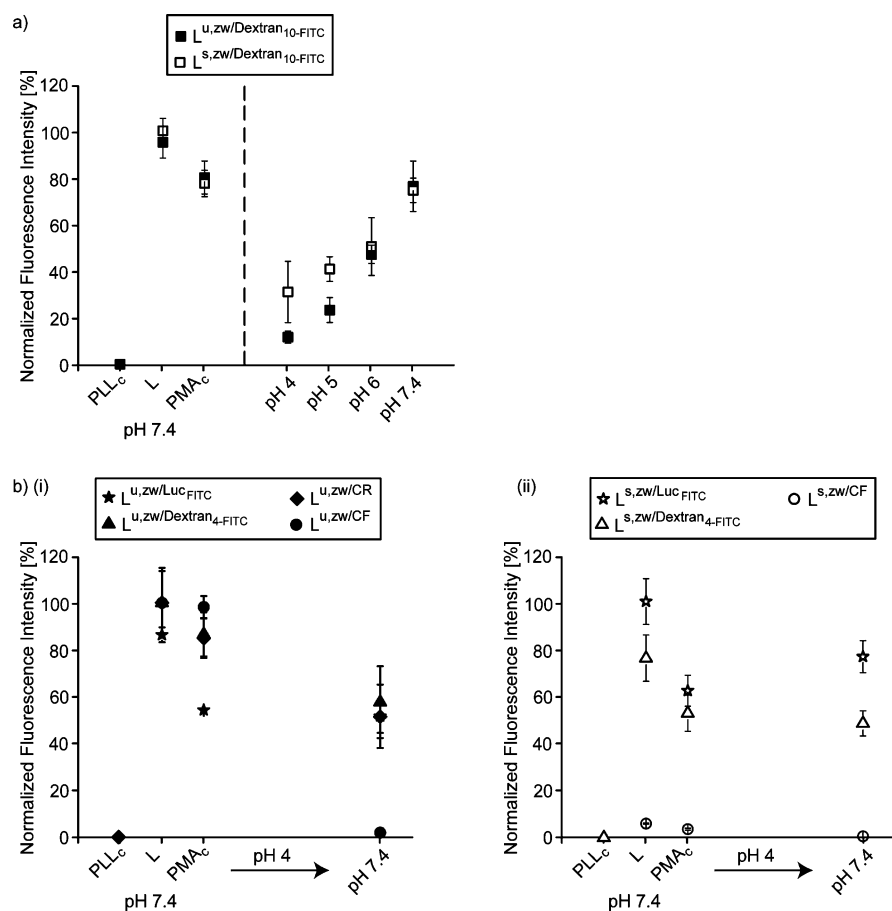 a)
L^u,zw/Dextran10-FITC
L^s,zw/Dextran10-FITC
Normalized Fluorescence Intensity [%]
120
100
80
60
40
20
0
PLLc
L
PMAc
pH 4
pH 5
pH 6
pH 7.4
pH 7.4
b) (i)
L^u,zw/LucFITC
L^u,zw/CR
L^u,zw/Dextran4-FITC
L^u,zw/CF
Normalized Fluorescence Intensity [%]
120
100
80
60
40
20
0
PLLc
L
PMAc
pH 4
pH 7.4
pH 7.4
(ii)
L^s,zw/LucFITC
L^s,zw/CF
L^s,zw/Dextran4-FITC
Normalized Fluorescence Intensity [%]
120
100
80
60
40
20
0
PLLc
L
PMAc
pH 4
pH 7.4
pH 7.4